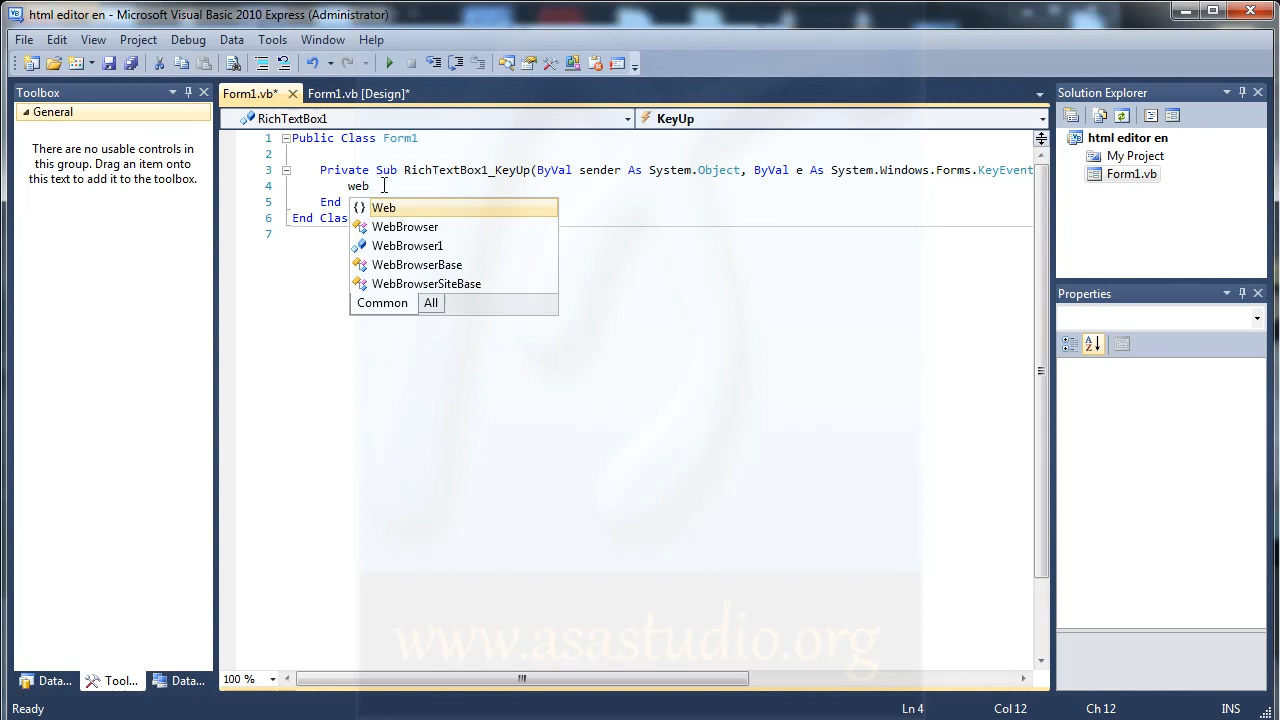 html editor en - Microsoft Visual Basic 2010 Express (Administrator)
File Edit View Project Debug Data Tools Window Help
Toolbox
General
There are no usable controls in
this group. Drag an item onto
this text to add it to the toolbox.
Data...
Tool...
Data...
Form1.vb*
Form1.vb [Design]*
RichTextBox1
KeyUp
1 Public Class Form1
2
3 Private Sub RichTextBox1_KeyUp(ByVal sender As System.Object, ByVal e As System.Windows.Forms.KeyEvent
4 web
5 End
6 End Clas
7
Web
WebBrowser
WebBrowser1
WebBrowserBase
WebBrowserSiteBase
Common All
www.asastudio.org
100 %
Solution Explorer
html editor en
My Project
Form1.vb
Properties
Ready
Ln 4
Col 12
Ch 12
INS